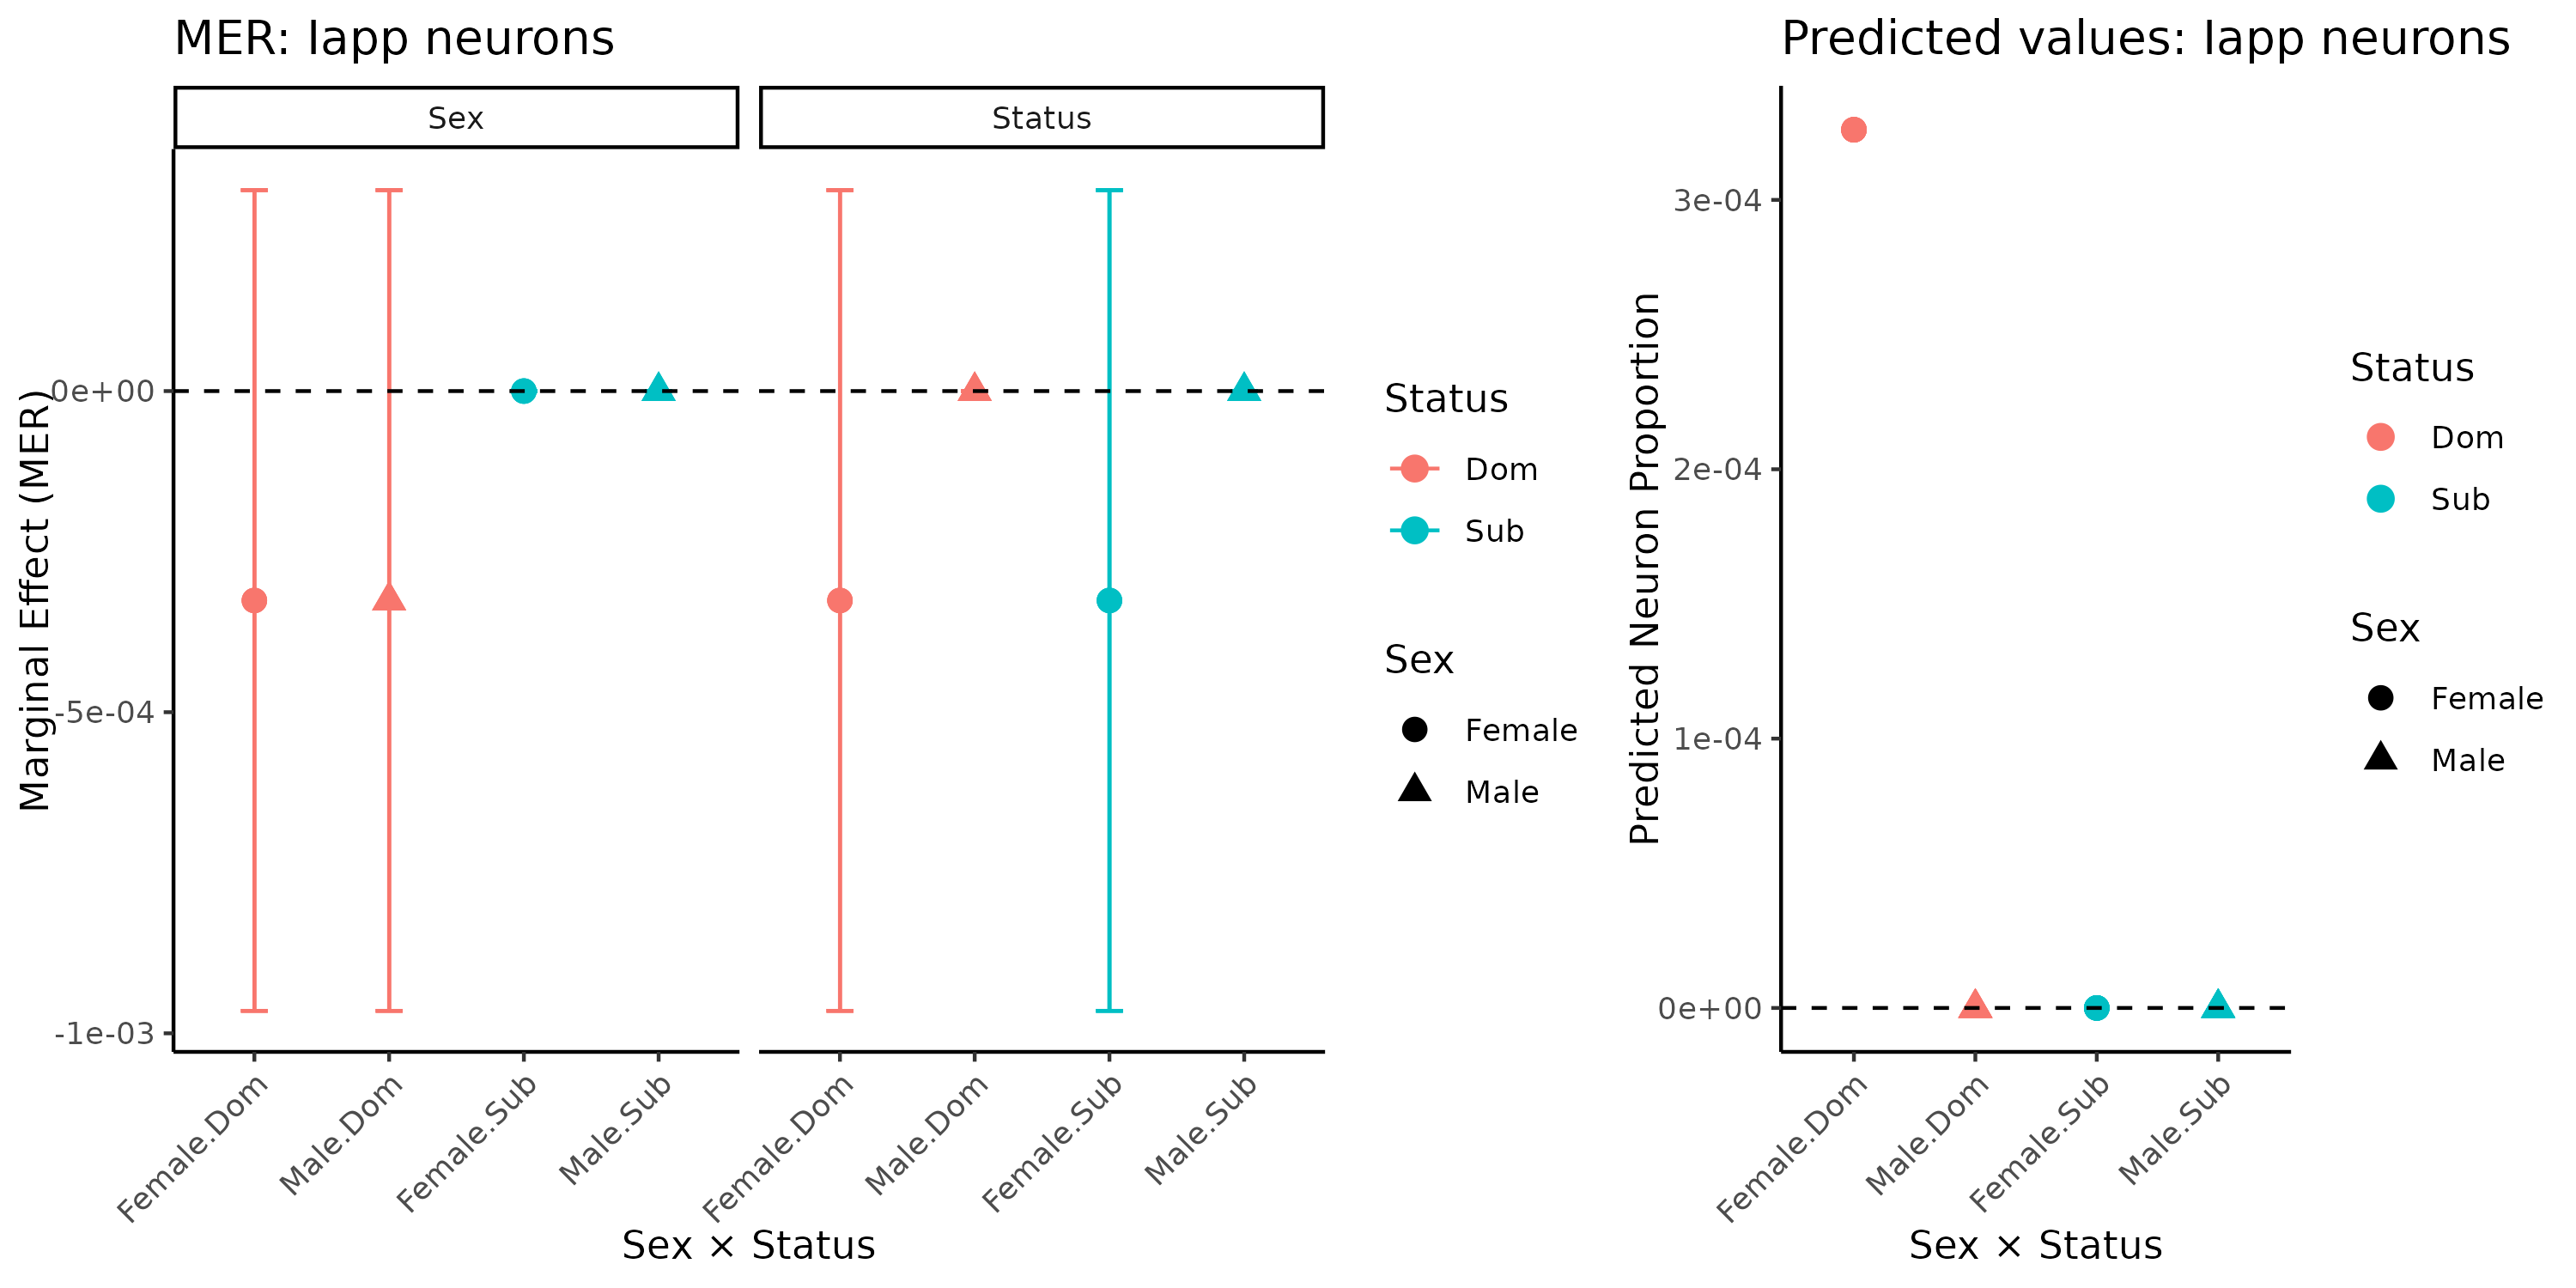 MER: Iapp neurons
Sex
Status
Marginal Effect (MER)
0e+00
-5e-04
-1e-03
Female.Dom
Male.Dom
Female.Sub
Male.Sub
Female.Dom
Male.Dom
Female.Sub
Male.Sub
Sex × Status
Status
Dom
Sub
Sex
Female
Male
Predicted values: Iapp neurons
Predicted Neuron Proportion
3e-04
2e-04
1e-04
0e+00
Female.Dom
Male.Dom
Female.Sub
Male.Sub
Sex × Status
Status
Dom
Sub
Sex
Female
Male